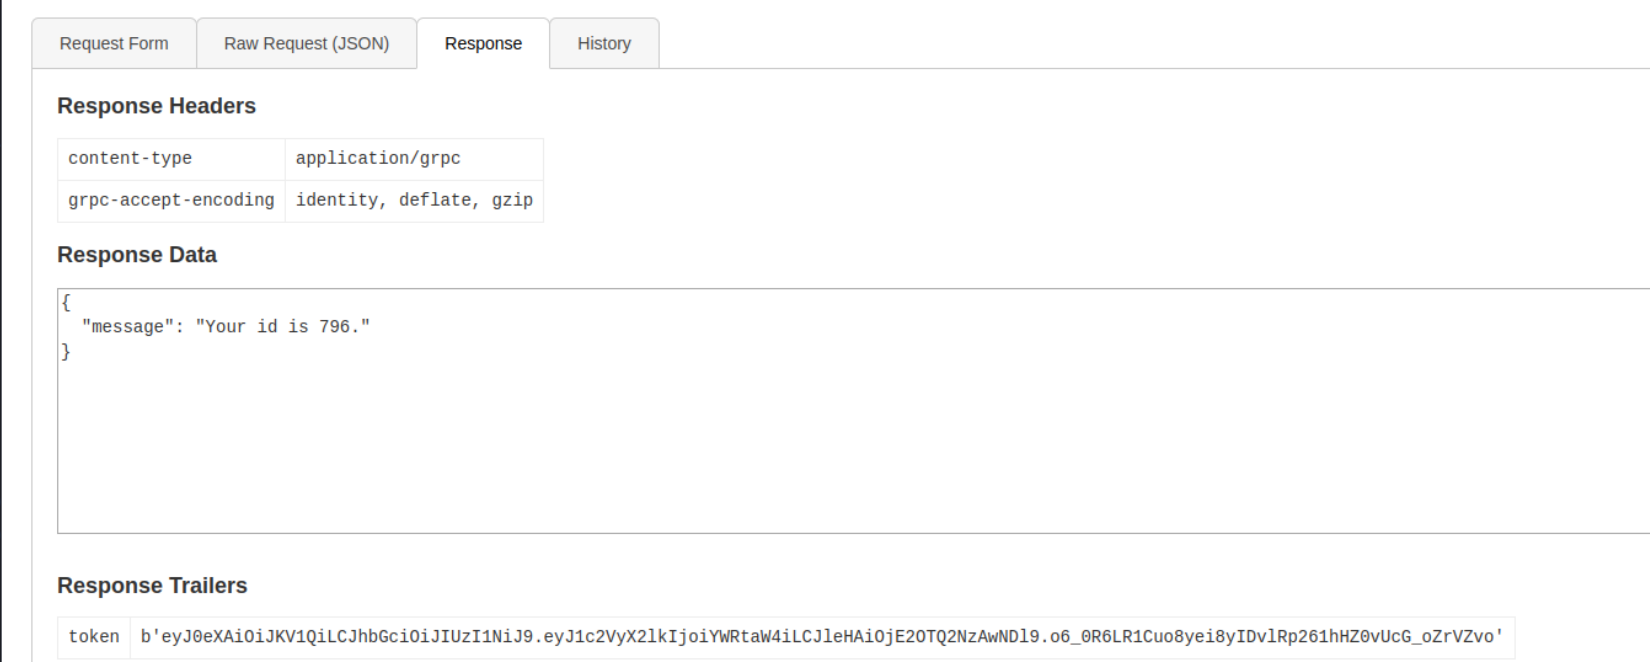 Request Form
Raw Request (JSON)
Response
History
Response Headers
content-type application/grpc
grpc-accept-encoding identity, deflate, gzip
Response Data
{
"message": "Your id is 796."
}
Response Trailers
token b'eyJ0eXAiOiJKV1QiLCJhbGciOiJIUzI1NiJ9.eyJ1c2VyX2lkIjoiYWRtaW4iLCJleHAiOjE2OTQ2NzAwNDl9.o6_0R6LR1Cuo8yei8yIDvlRp261hHZ0vUcG_oZrVZvo'